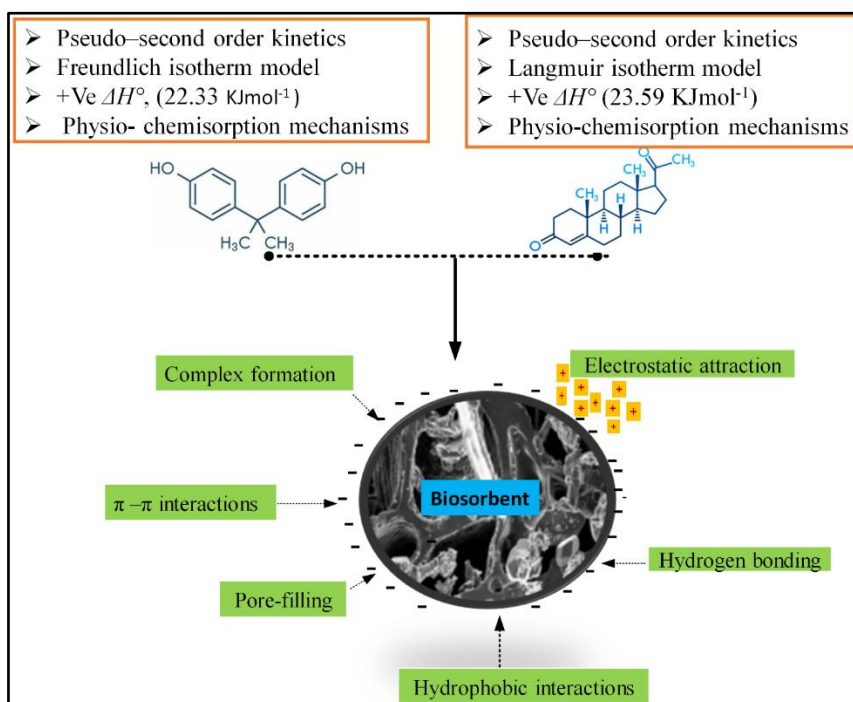 ➢ Pseudo–second order kinetics
➢ Freundlich isotherm model
➢ +Ve ΔH°, (22.33 KJmol⁻¹ )
➢ Physio- chemisorption mechanisms
➢ Pseudo–second order kinetics
➢ Langmuir isotherm model
➢ +Ve ΔH° (23.59 KJmol⁻¹)
➢ Physio-chemisorption mechanisms
HO
OH
H₃C
CH₃
O
CH₃
CH₃
CH₃
H
H
H
O
Complex formation
Electrostatic attraction
+ + + + + + + + +
π –π interactions
Biosorbent
Hydrogen bonding
Pore-filling
Hydrophobic interactions